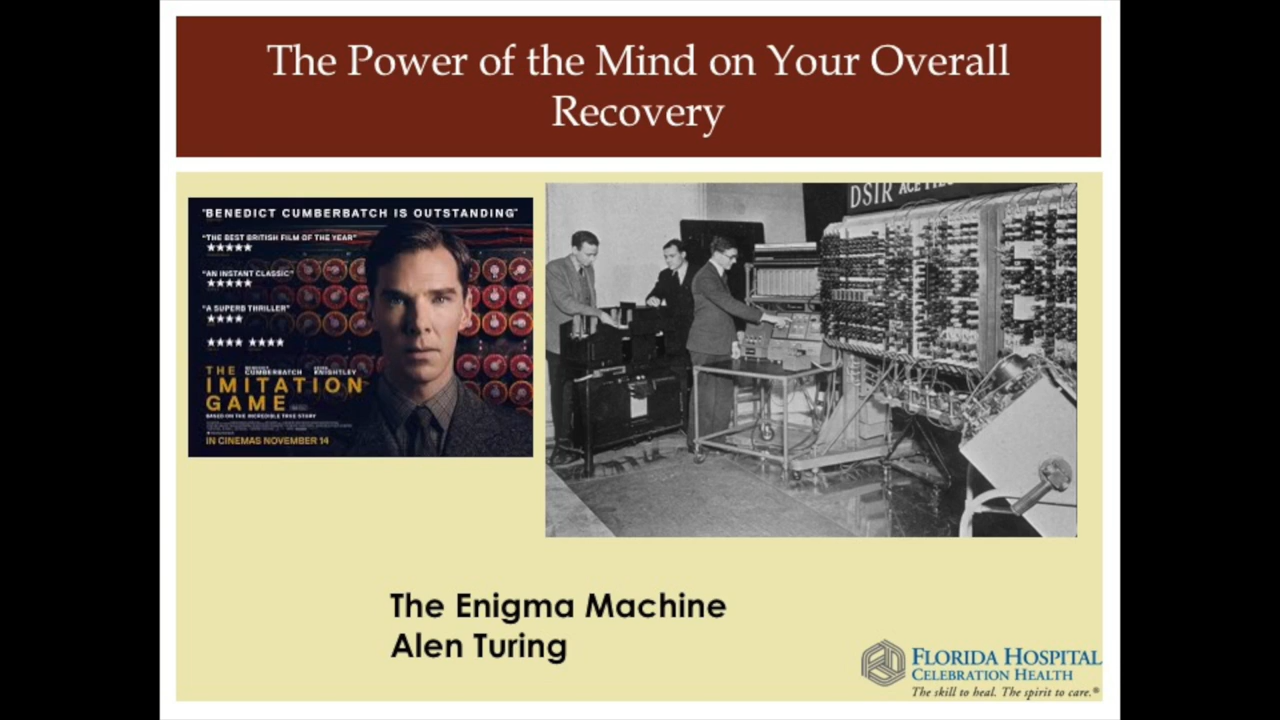 The Power of the Mind on Your Overall
Recovery
"BENEDICT CUMBERBATCH IS OUTSTANDING"
"THE BEST BRITISH FILM OF THE YEAR"
"AN INSTANT CLASSIC"
"A SUPERB THRILLER"
BENEDICT CUMBERBATCH KEIRA KNIGHTLEY
THE
IMITATION
GAME
BASED ON THE INCREDIBLE TRUE STORY
IN CINEMAS NOVEMBER 14
DSIR ACE
The Enigma Machine
Alen Turing
FLORIDA HOSPITAL
CELEBRATION HEALTH
The skill to heal. The spirit to care.®